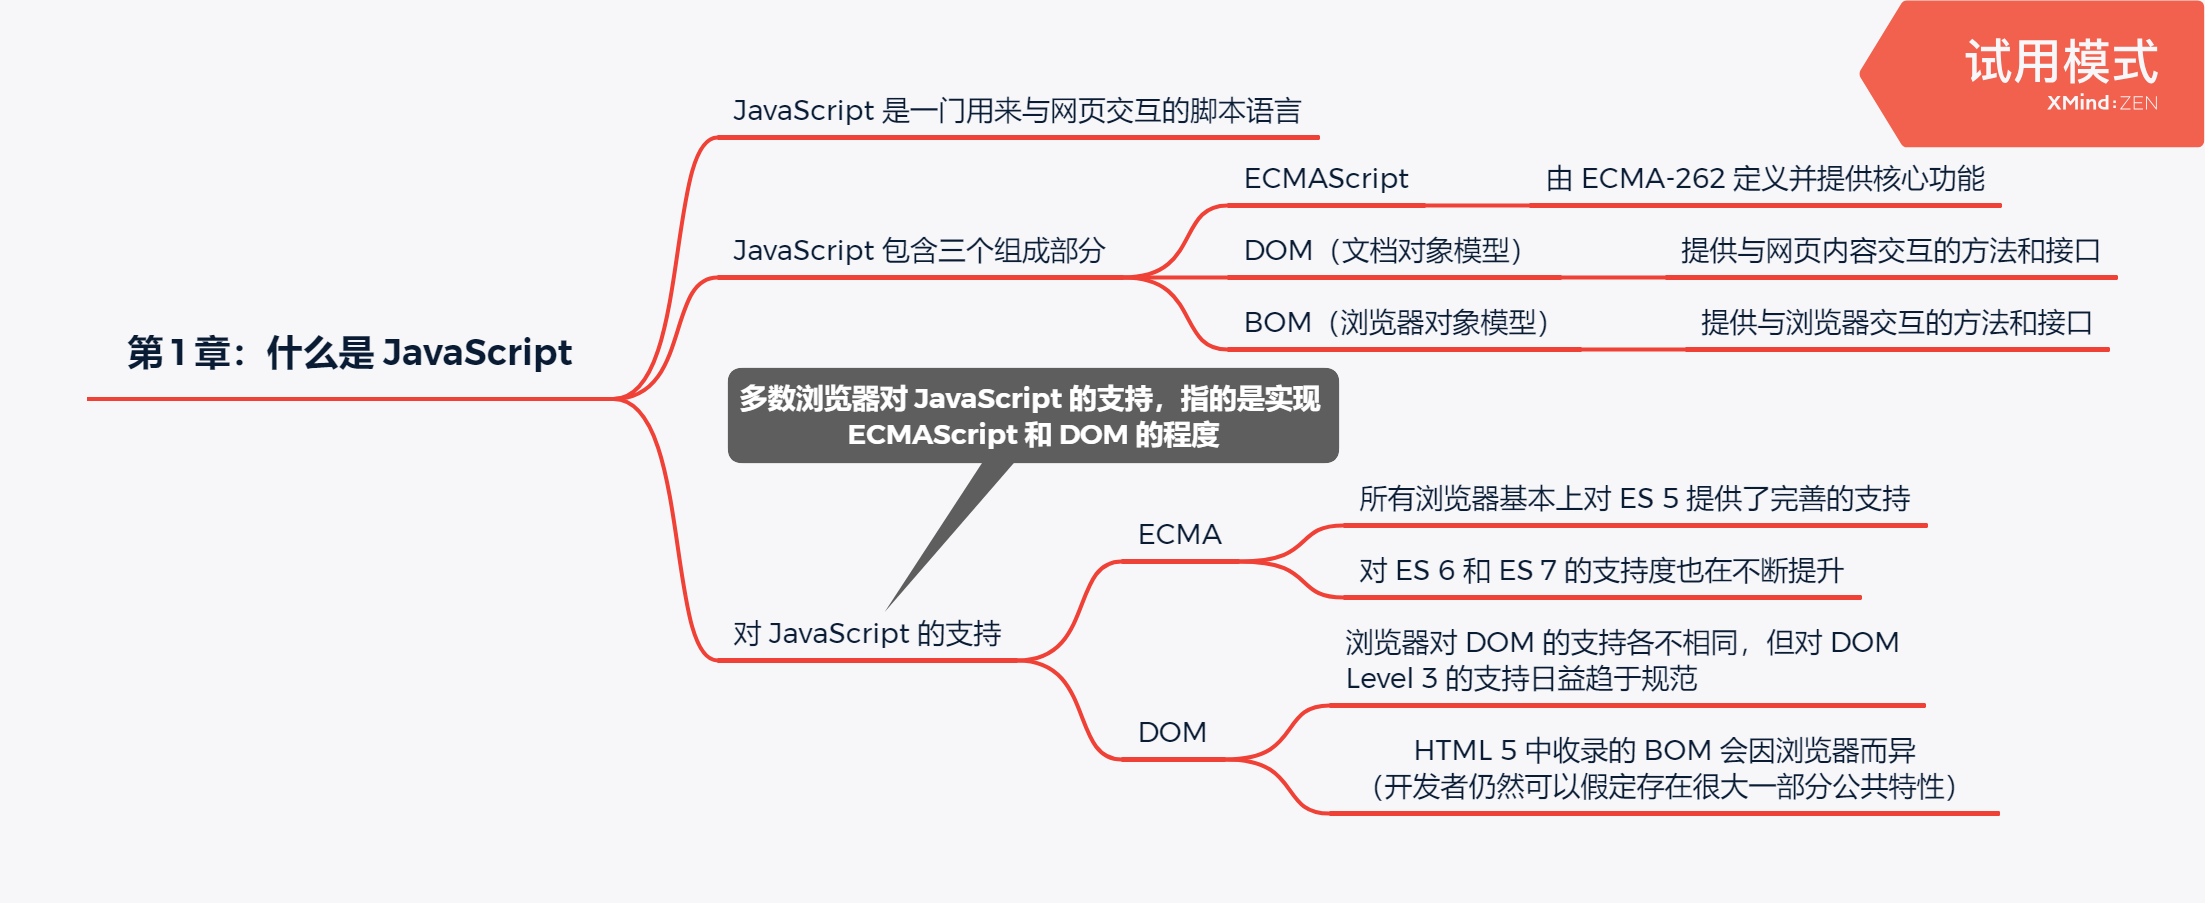 试用模式
XMind:ZEN
JavaScript 是一门用来与网页交互的脚本语言
ECMAScript
由 ECMA-262 定义并提供核心功能
JavaScript 包含三个组成部分
DOM（文档对象模型）
提供与网页内容交互的方法和接口
BOM（浏览器对象模型）
提供与浏览器交互的方法和接口
第 1 章：什么是 JavaScript
多数浏览器对 JavaScript 的支持，指的是实现
ECMAScript 和 DOM 的程度
所有浏览器基本上对 ES 5 提供了完善的支持
ECMA
对 ES 6 和 ES 7 的支持度也在不断提升
对 JavaScript 的支持
浏览器对 DOM 的支持各不相同，但对 DOM
Level 3 的支持日益趋于规范
DOM
HTML 5 中收录的 BOM 会因浏览器而异
（开发者仍然可以假定存在很大一部分公共特性）